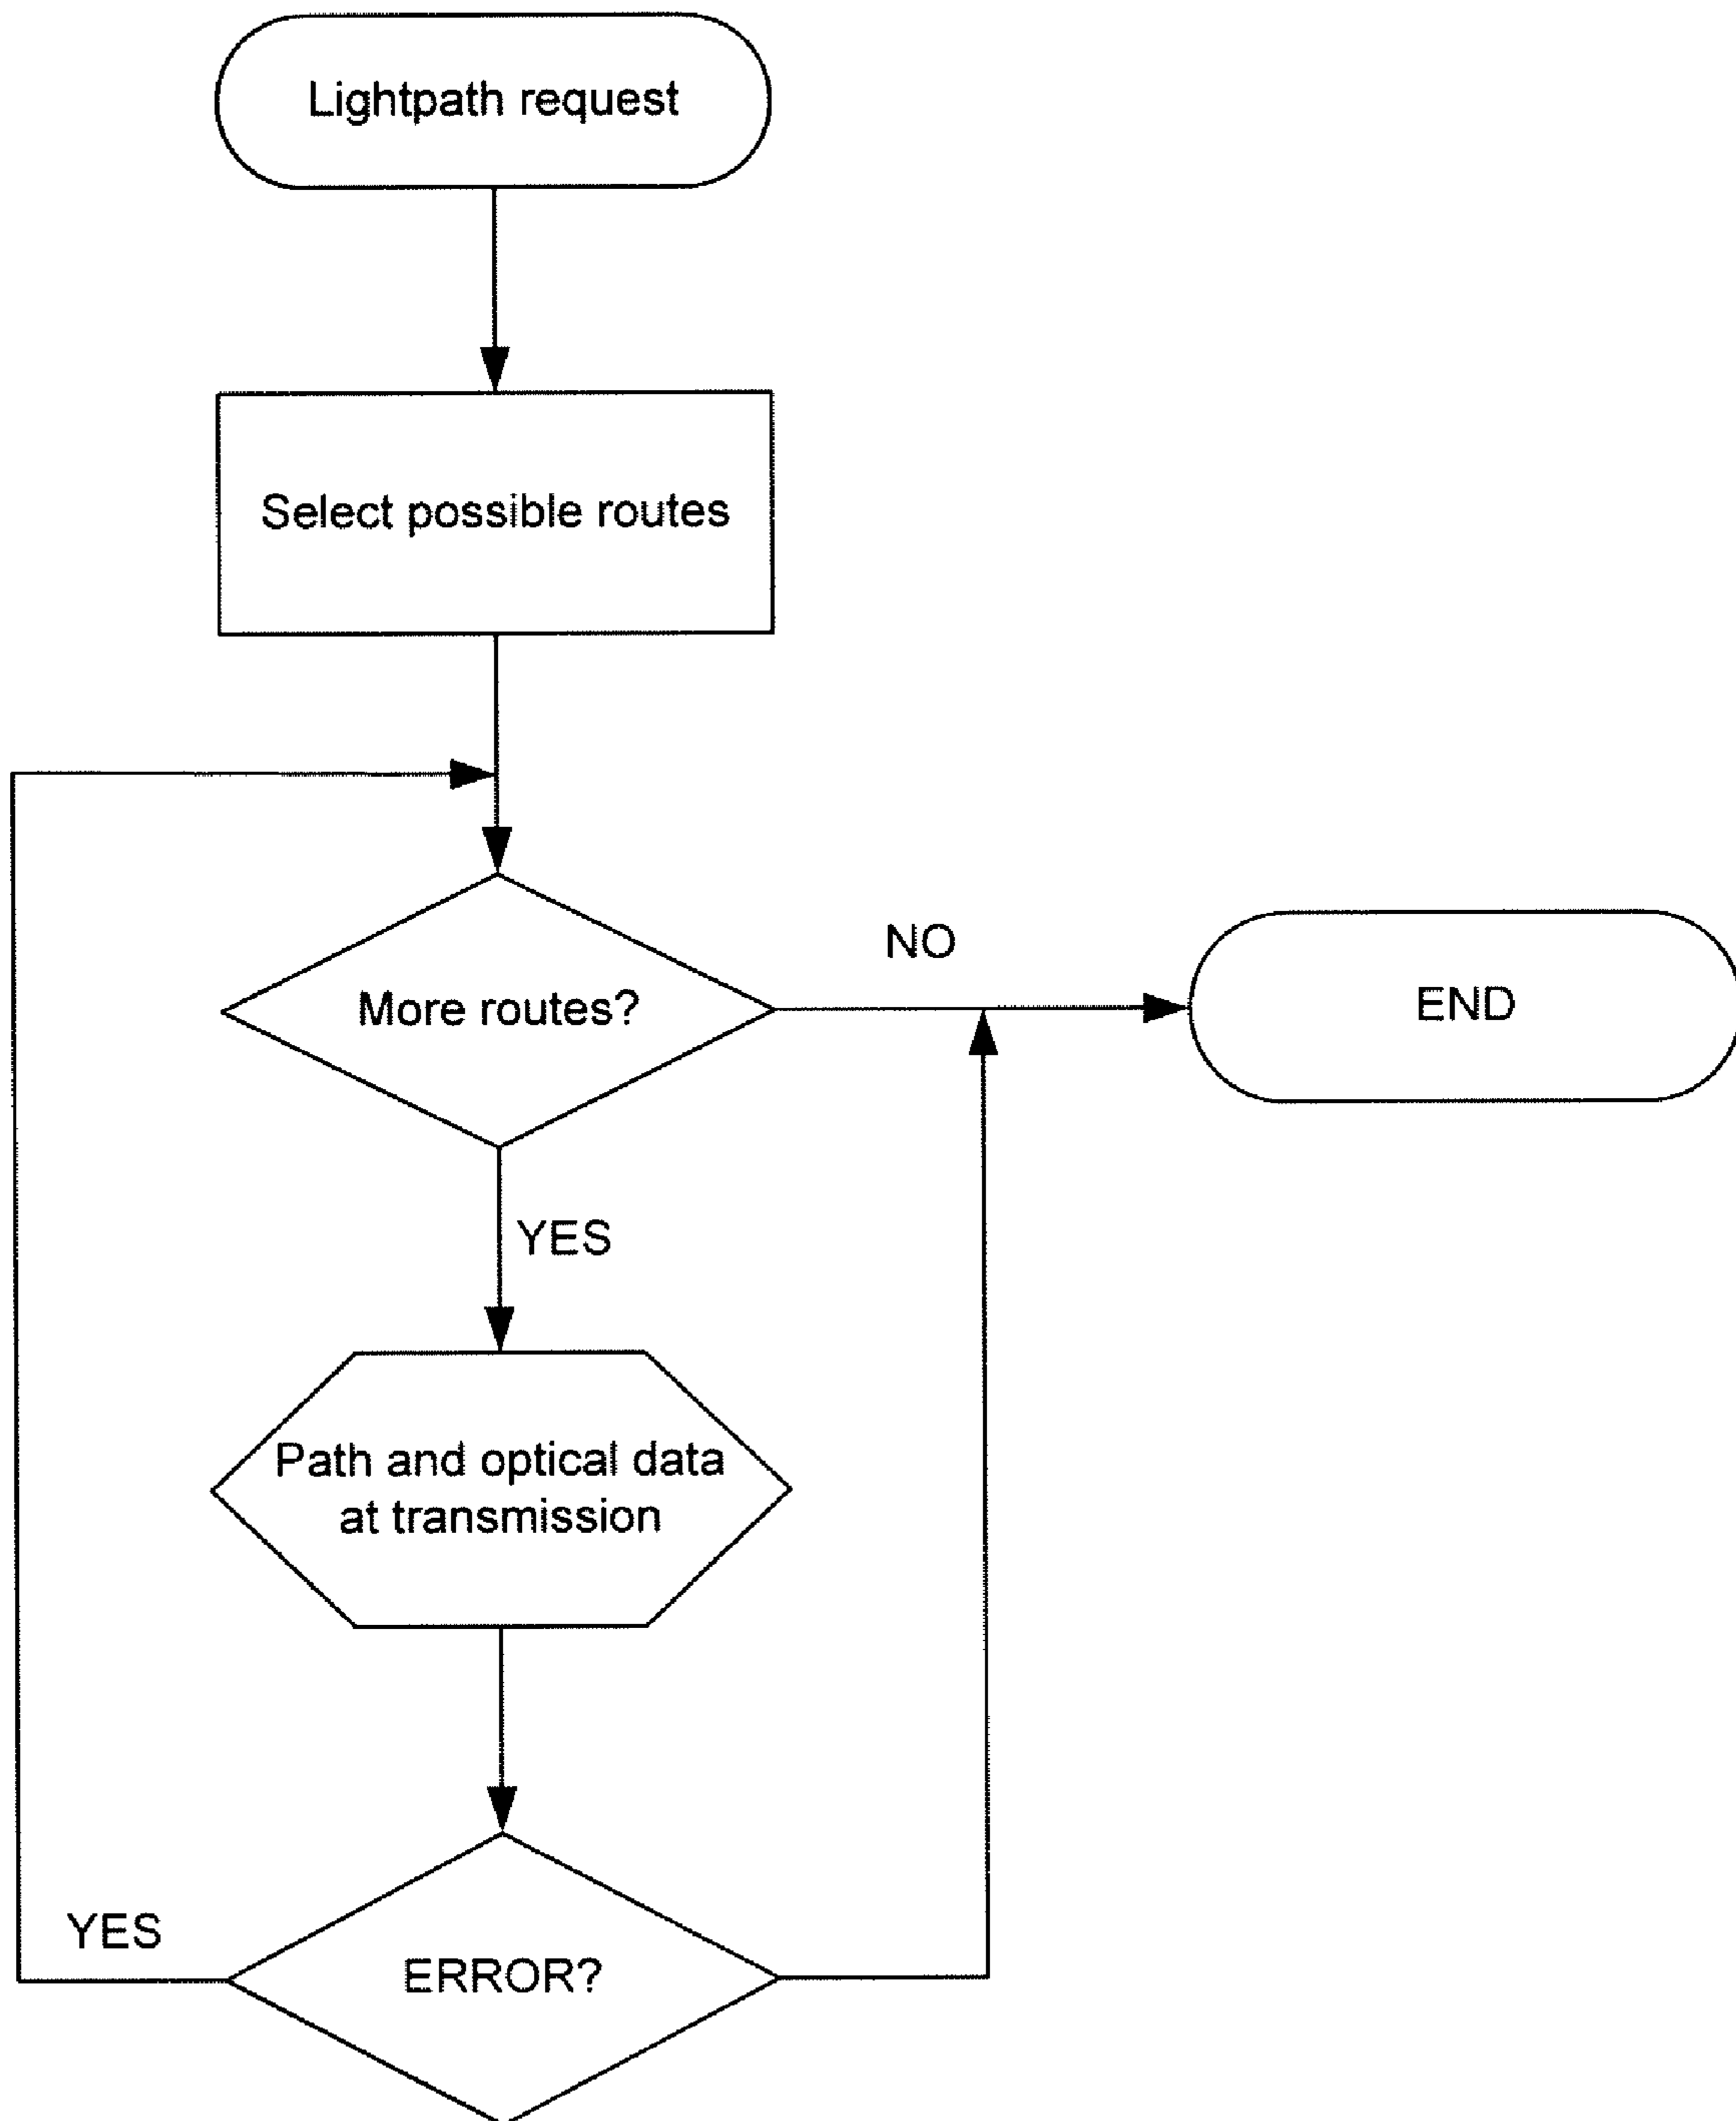 Lightpath request
Select possible routes
More routes?
NO
END
YES
Path and optical data
at transmission
YES
ERROR?